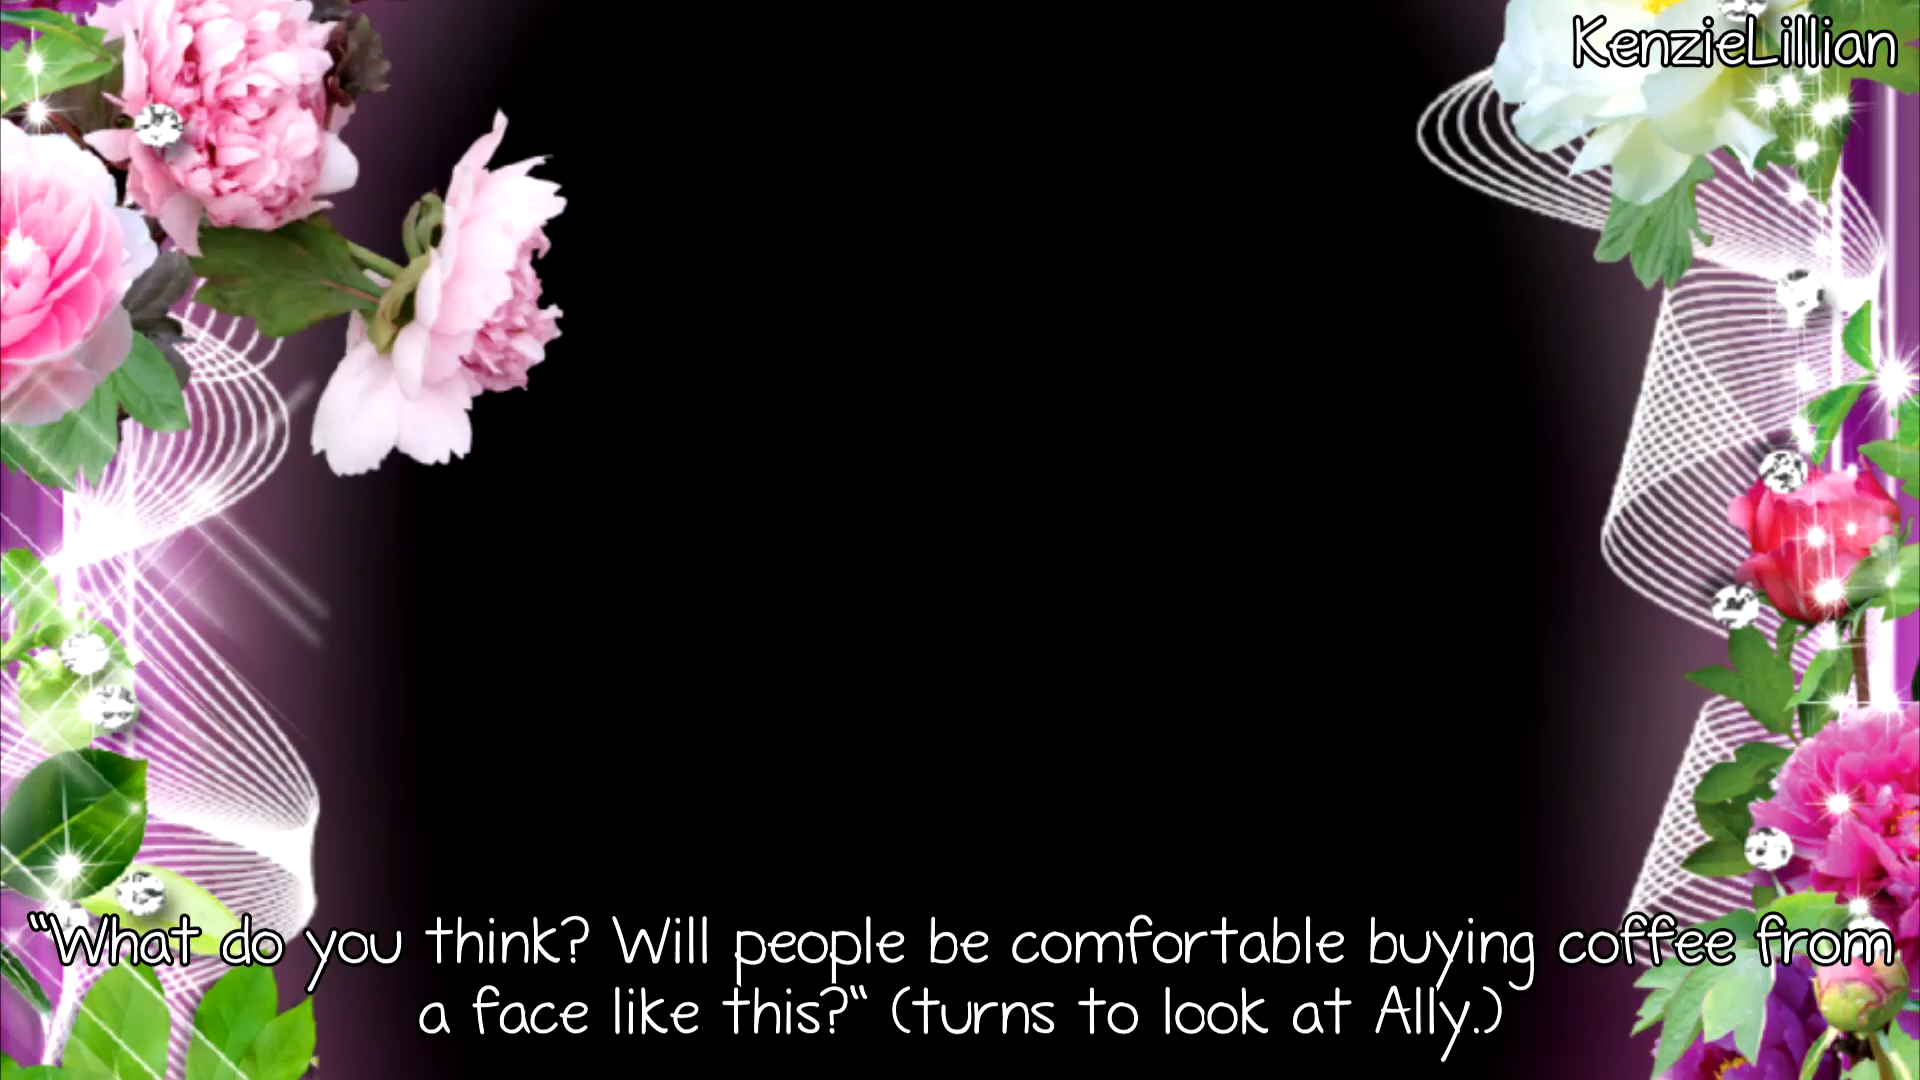 KenzieLillian
"What do you think? Will people be comfortable buying coffee from
a face like this?" (turns to look at Ally.)